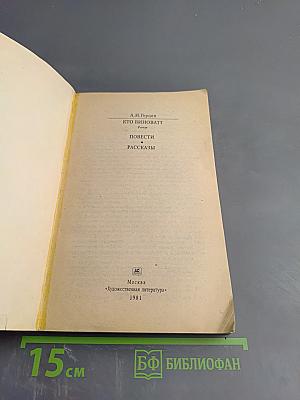 А.И.Герцен
КТО ВИНОВАТ?
Роман
ПОВЕСТИ
РАССКАЗЫ
Москва
«Художественная литература»
1981
15 см
БФ БИБЛИОФАН